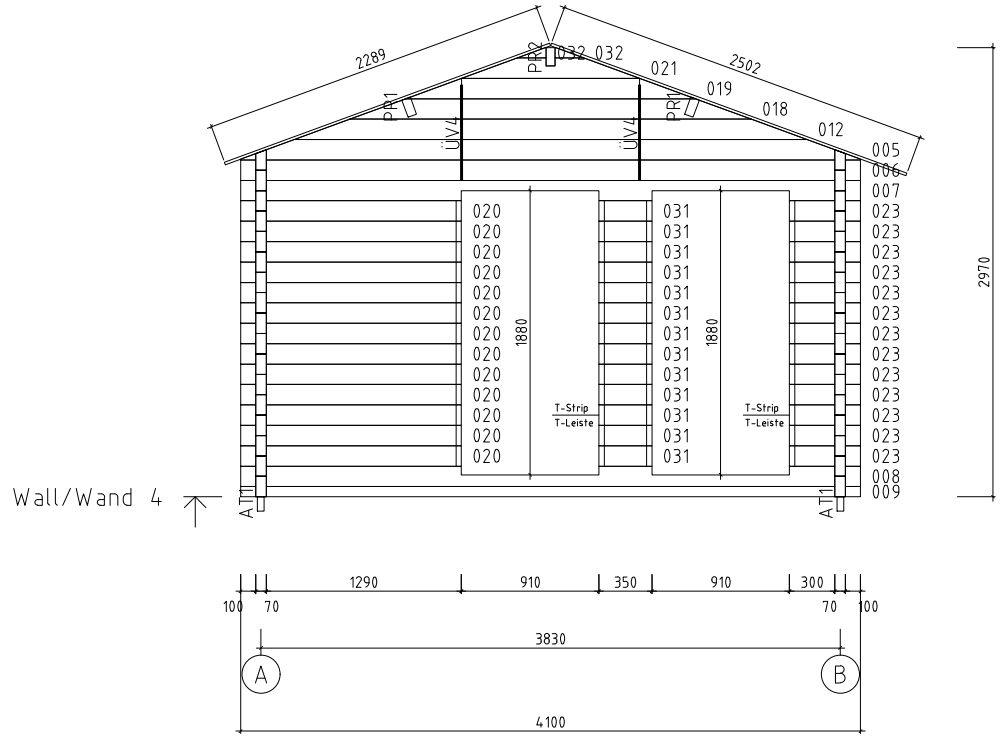 2289
2502
PR2
032 032
021
PR1
PR1
019
018
ÜV4
ÜV4
012
005
006
007
020 031 023
020 031 023
020 031 023
020 031 023
020 031 023
020 031 023
020 031 023
020 031 023
020 031 023
020 031 023
020 031 023
020 031 023
020 031 023
1880
1880
T-Strip
T-Leiste
T-Strip
T-Leiste
2970
008
009
Wall/Wand 4
AT1
AT1
1290 910 350 910 300
100 70 70 100
3830
A B
4100